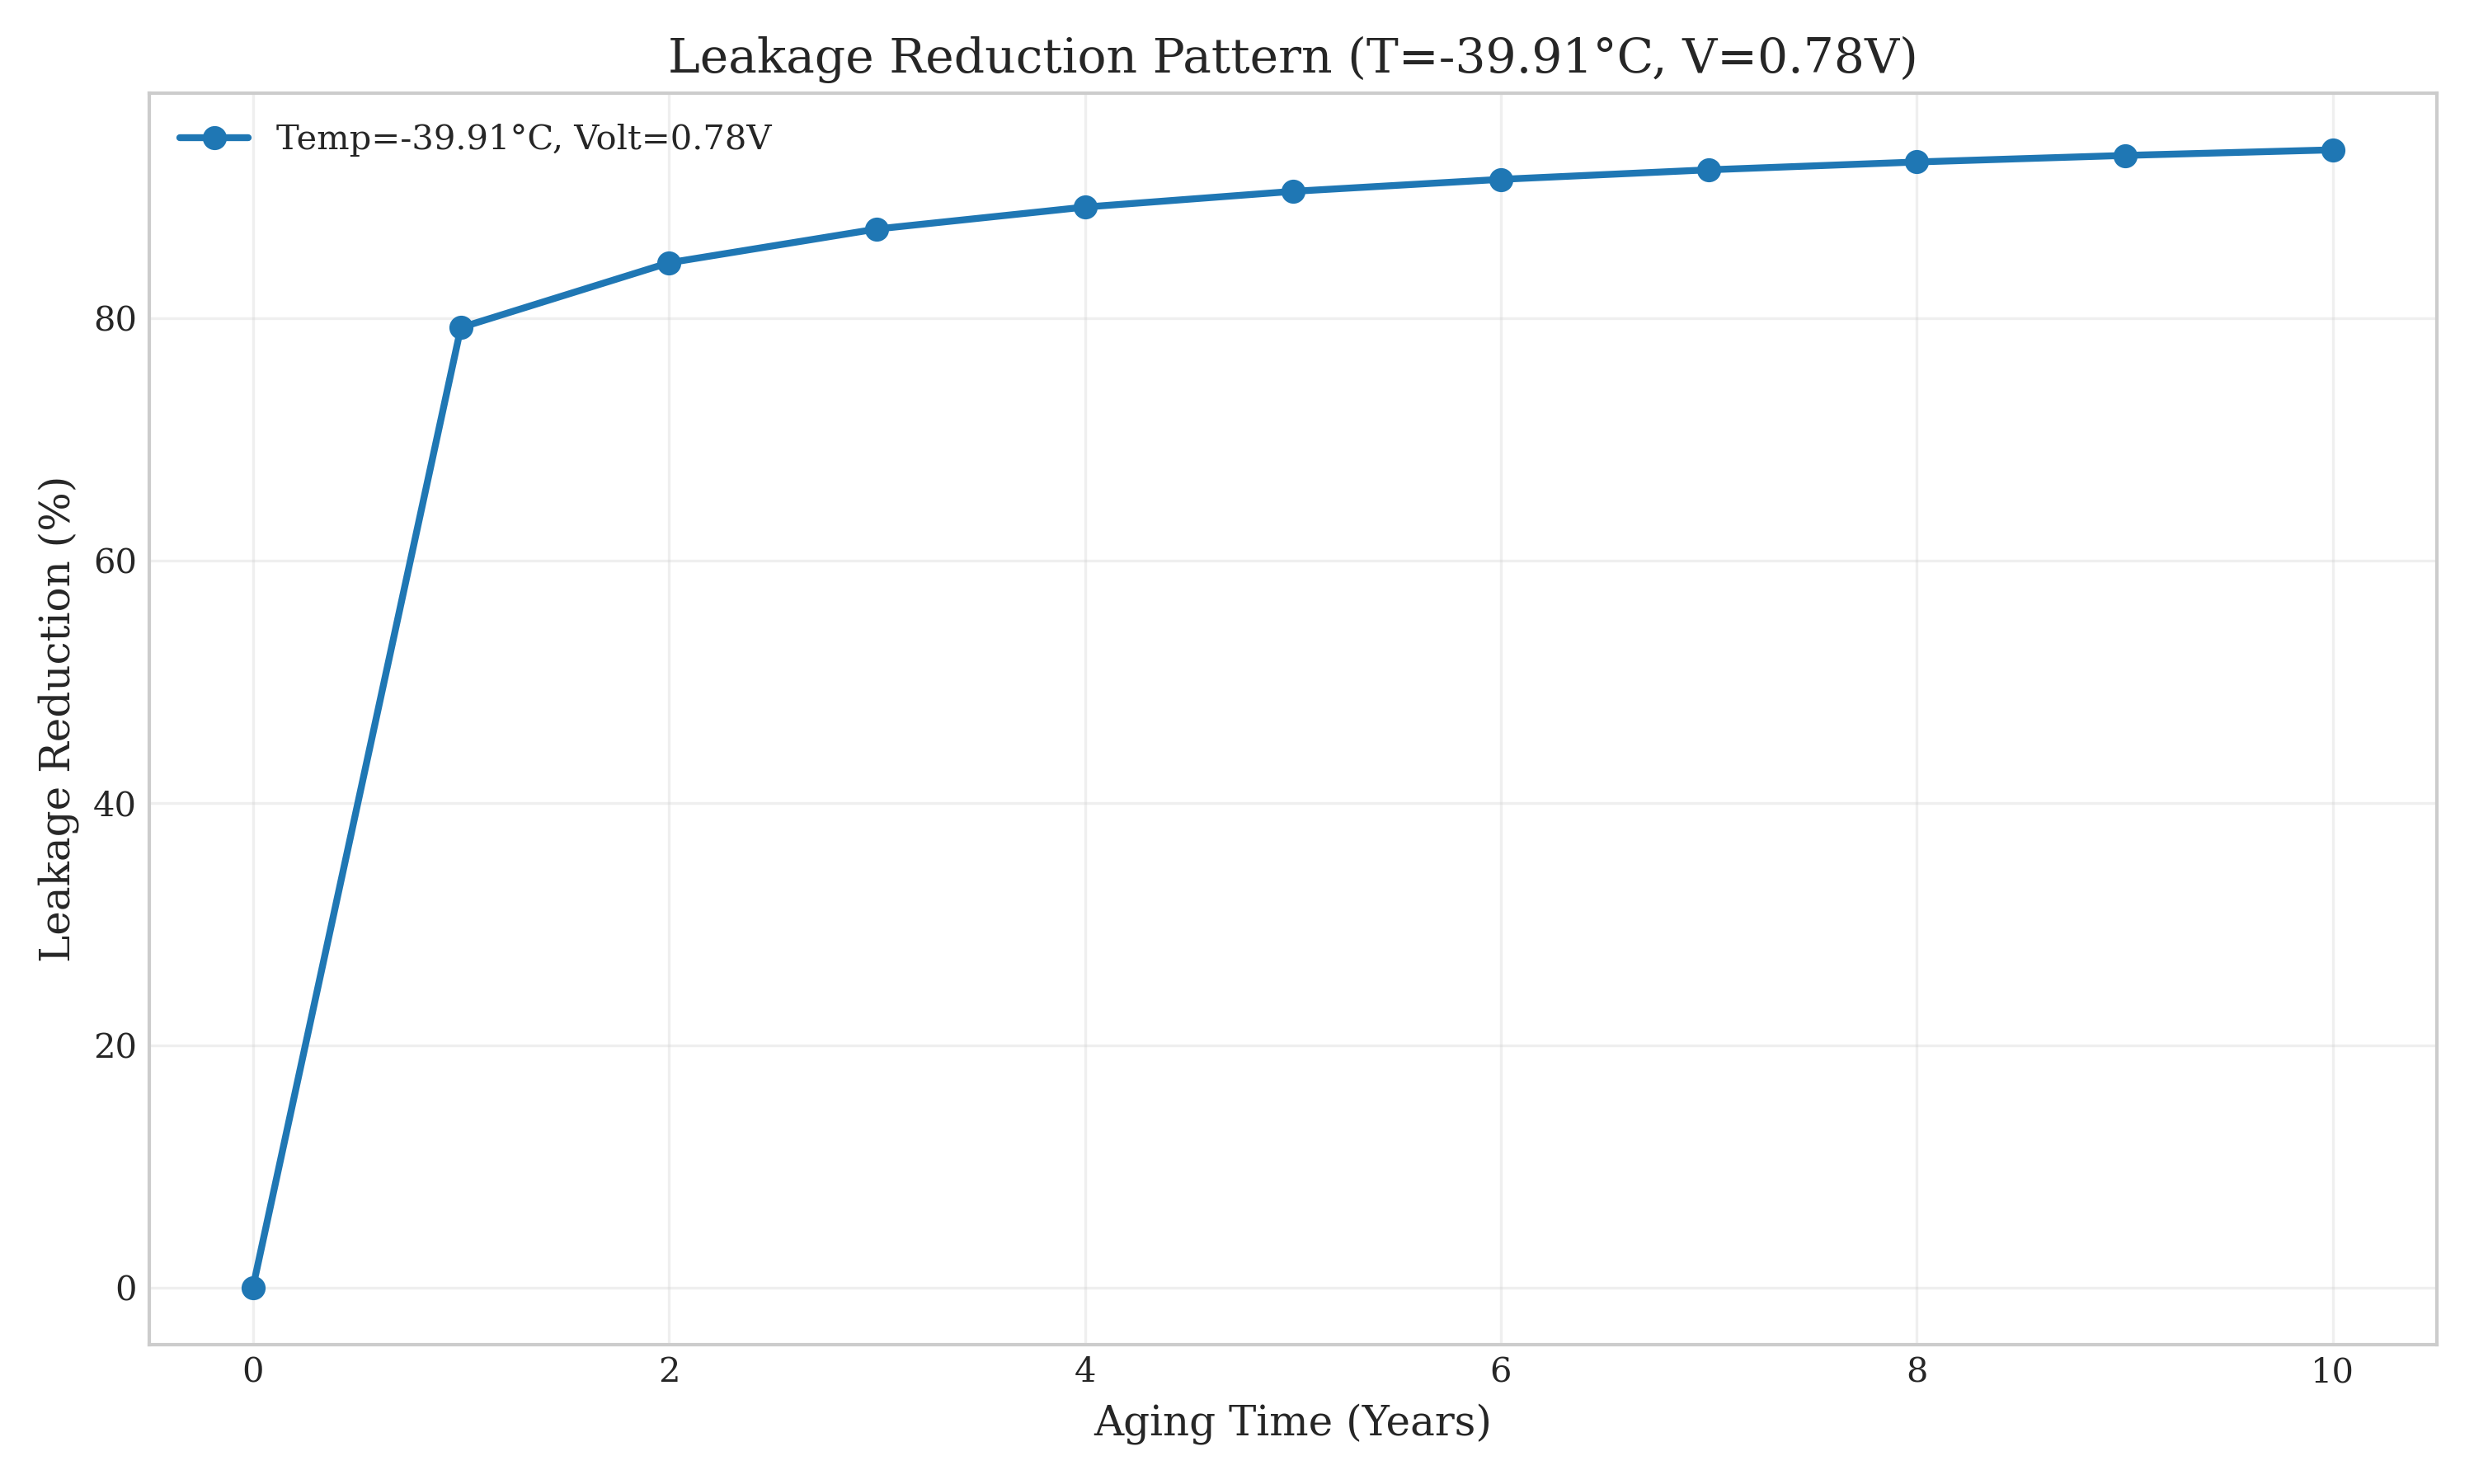 Leakage Reduction Pattern (T=-39.91°C, V=0.78V)
Temp=-39.91°C, Volt=0.78V
Leakage Reduction (%)
80
60
40
20
0
0 2 4 6 8 10
Aging Time (Years)